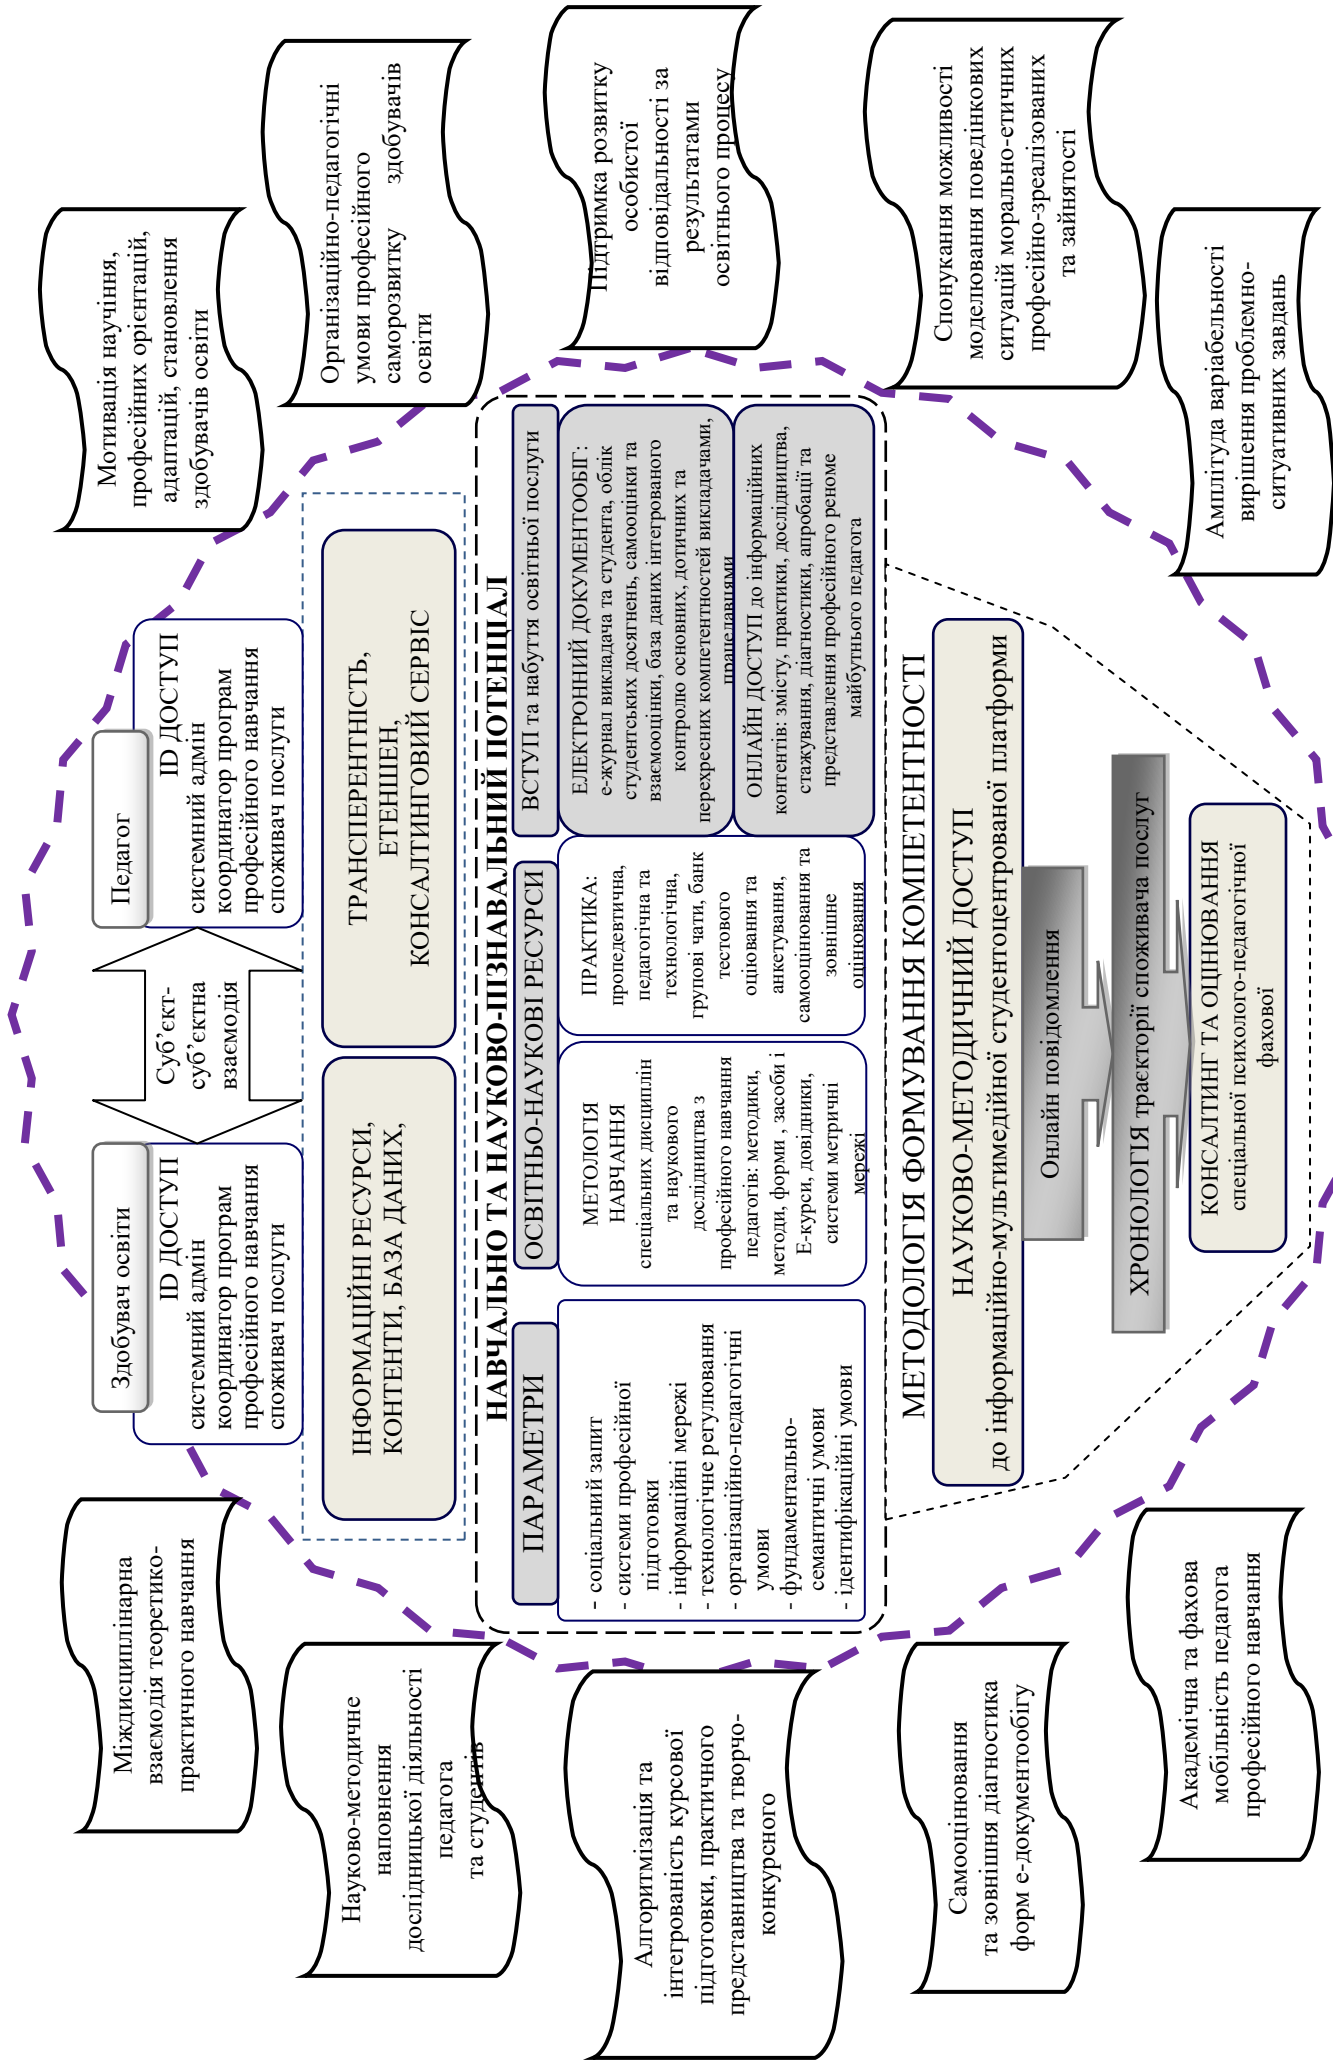 Здобувач освіти
ID ДОСТУП
системний адмін
координатор програм
професійного навчання
споживач послуги
Суб’єкт-
суб’єктна
взаємодія
Педагог
ID ДОСТУП
системний адмін
координатор програм
професійного навчання
споживач послуги
ІНФОРМАЦІЙНІ РЕСУРСИ,
КОНТЕНТИ, БАЗА ДАНИХ,
ТРАНСПЕРЕНТНІСТЬ,
ЕТЕНШЕН,
КОНСАЛТИНГОВИЙ СЕРВІС
НАВЧАЛЬНО ТА НАУКОВО-ПІЗНАВАЛЬНИЙ ПОТЕНЦІАЛ
ПАРАМЕТРИ
- соціальний запит
- системи професійної
підготовки
- інформаційні мережі
- технологічне регулювання
- організаційно-педагогічні
умови
- фундаментально-
семантичні умови
- ідентифікаційні умови
ОСВІТНЬО-НАУКОВІ РЕСУРСИ
МЕТОЛОГІЯ
НАВЧАННЯ
спеціальних дисциплін
та наукового
дослідництва з
професійного навчання
педагогів: методики,
методи, форми , засоби і
Е-курси, довідники,
системи метричні
мережі
ПРАКТИКА:
пропедевтична,
педагогічна та
технологічна,
групові чати, банк
тестового
оціювання та
анкетування,
самооцінювання та
зовнішне
оцінювання
ВСТУП та набуття освітньої послуги
ЕЛЕКТРОННИЙ ДОКУМЕНТООБІГ:
е-журнал викладача та студента, облік
студентських досягнень, самооцінки та
взаємооцінки, база даних інтегрованого
контролю основних, дотичних та
перехресних компетентностей викладачами,
працедавцями
ОНЛАЙН ДОСТУП до інформаційних
контентів: змісту, практики, дослідництва,
стажування, діагностики, апробації та
представлення професійного реноме
майбутнього педагога
МЕТОДОЛОГІЯ ФОРМУВАННЯ КОМПЕТЕНТНОСТІ
НАУКОВО-МЕТОДИЧНИЙ ДОСТУП
до інформаційно-мультимедійної студентоцентрованої платформи
Онлайн повідомлення
ХРОНОЛОГІЯ траєкторії споживача послуг
КОНСАЛТИНГ ТА ОЦІНЮВАННЯ
спеціальної психолого-педагогічної
фахової
Міждисциплінарна
взаємодія теоретико-
практичного навчання
Науково-методичне
наповнення
дослідницької діяльності
педагога
та студентів
Алгоритмізація та
інтегрованість курсової
підготовки, практичного
представництва та творчо-
конкурсного
Самооцінювання
та зовнішня діагностика
форм е-документообігу
Академічна та фахова
мобільність педагога
професійного навчання
Мотивація научіння,
професійних орієнтацій,
адаптацій, становлення
здобувачів освіти
Організаційно-педагогічні
умови професійного
саморозвитку здобувачів
освіти
Підтримка розвитку
особистої
відповідальності за
результатами
освітнього процесу
Спонукання можливості
моделювання поведінкових
ситуацій морально-етичних
професійно-зреалізованих
та зайнятості
Амплітуда варіабельності
вирішення проблемно-
ситуативних завдань